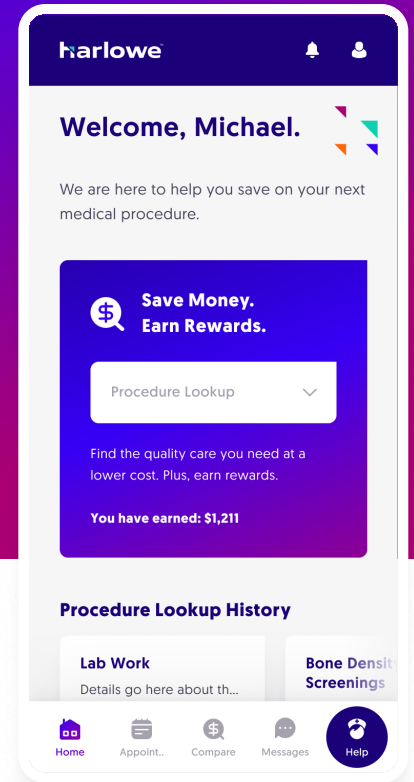 harlowe
Welcome, Michael.
We are here to help you save on your next
medical procedure.
Save Money.
Earn Rewards.
Procedure Lookup
Find the quality care you need at a
lower cost. Plus, earn rewards.
You have earned: $1,211
Procedure Lookup History
Lab Work
Details go here about th...
Bone Densit
Screenings
Home
Appoint..
Compare
Messages
Help